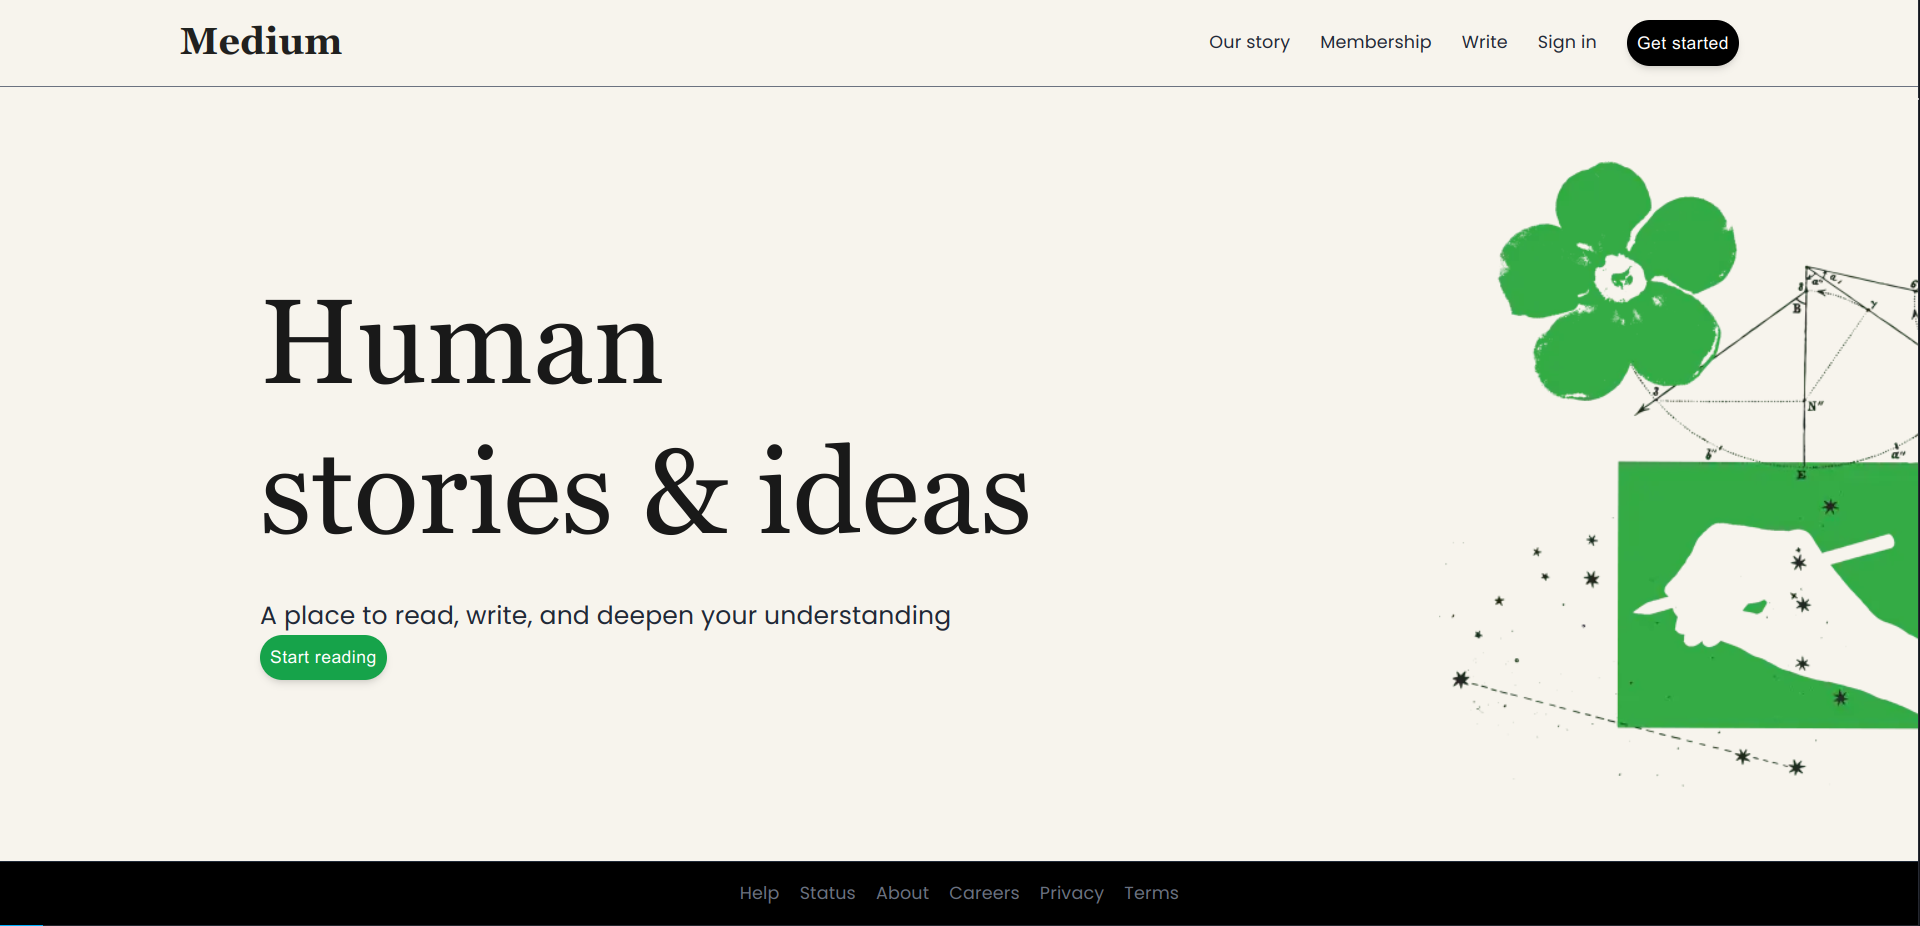 Medium
Our story Membership Write Sign in Get started
Human
stories & ideas
A place to read, write, and deepen your understanding
Start reading
B
N″
E
Help Status About Careers Privacy Terms